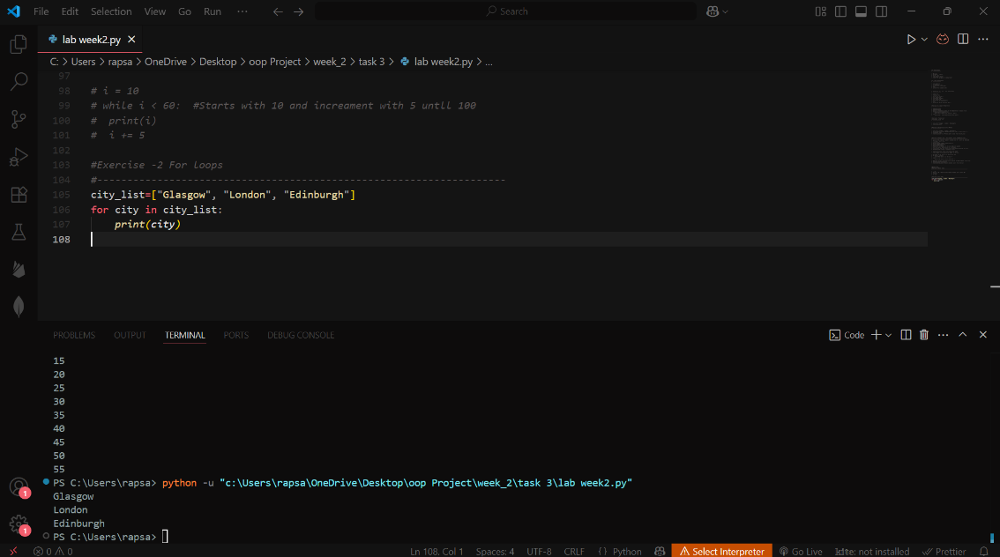 File Edit Selection View Go Run ··· Search
lab week2.py
C: > Users > rapsa > OneDrive > Desktop > oop Project > week_2 > task 3 > lab week2.py > ...
97
98 # i = 10
99 # while i < 60:  #Starts with 10 and increament with 5 untll 100
100 #  print(i)
101 #  i += 5
102
103 #Exercise -2 For loops
104 #--------------------------------------------------------------------
105 city_list=["Glasgow", "London", "Edinburgh"]
106 for city in city_list:
107     print(city)
108
PROBLEMS OUTPUT TERMINAL PORTS DEBUG CONSOLE Code
15
20
25
30
35
40
45
50
55
PS C:\Users\rapsa> python -u "c:\Users\rapsa\OneDrive\Desktop\oop Project\week_2\task 3\lab week2.py"
Glasgow
London
Edinburgh
PS C:\Users\rapsa>
1
1
0 0 Ln 108, Col 1 Spaces: 4 UTF-8 CRLF {} Python Select Interpreter Go Live not installed Prettier